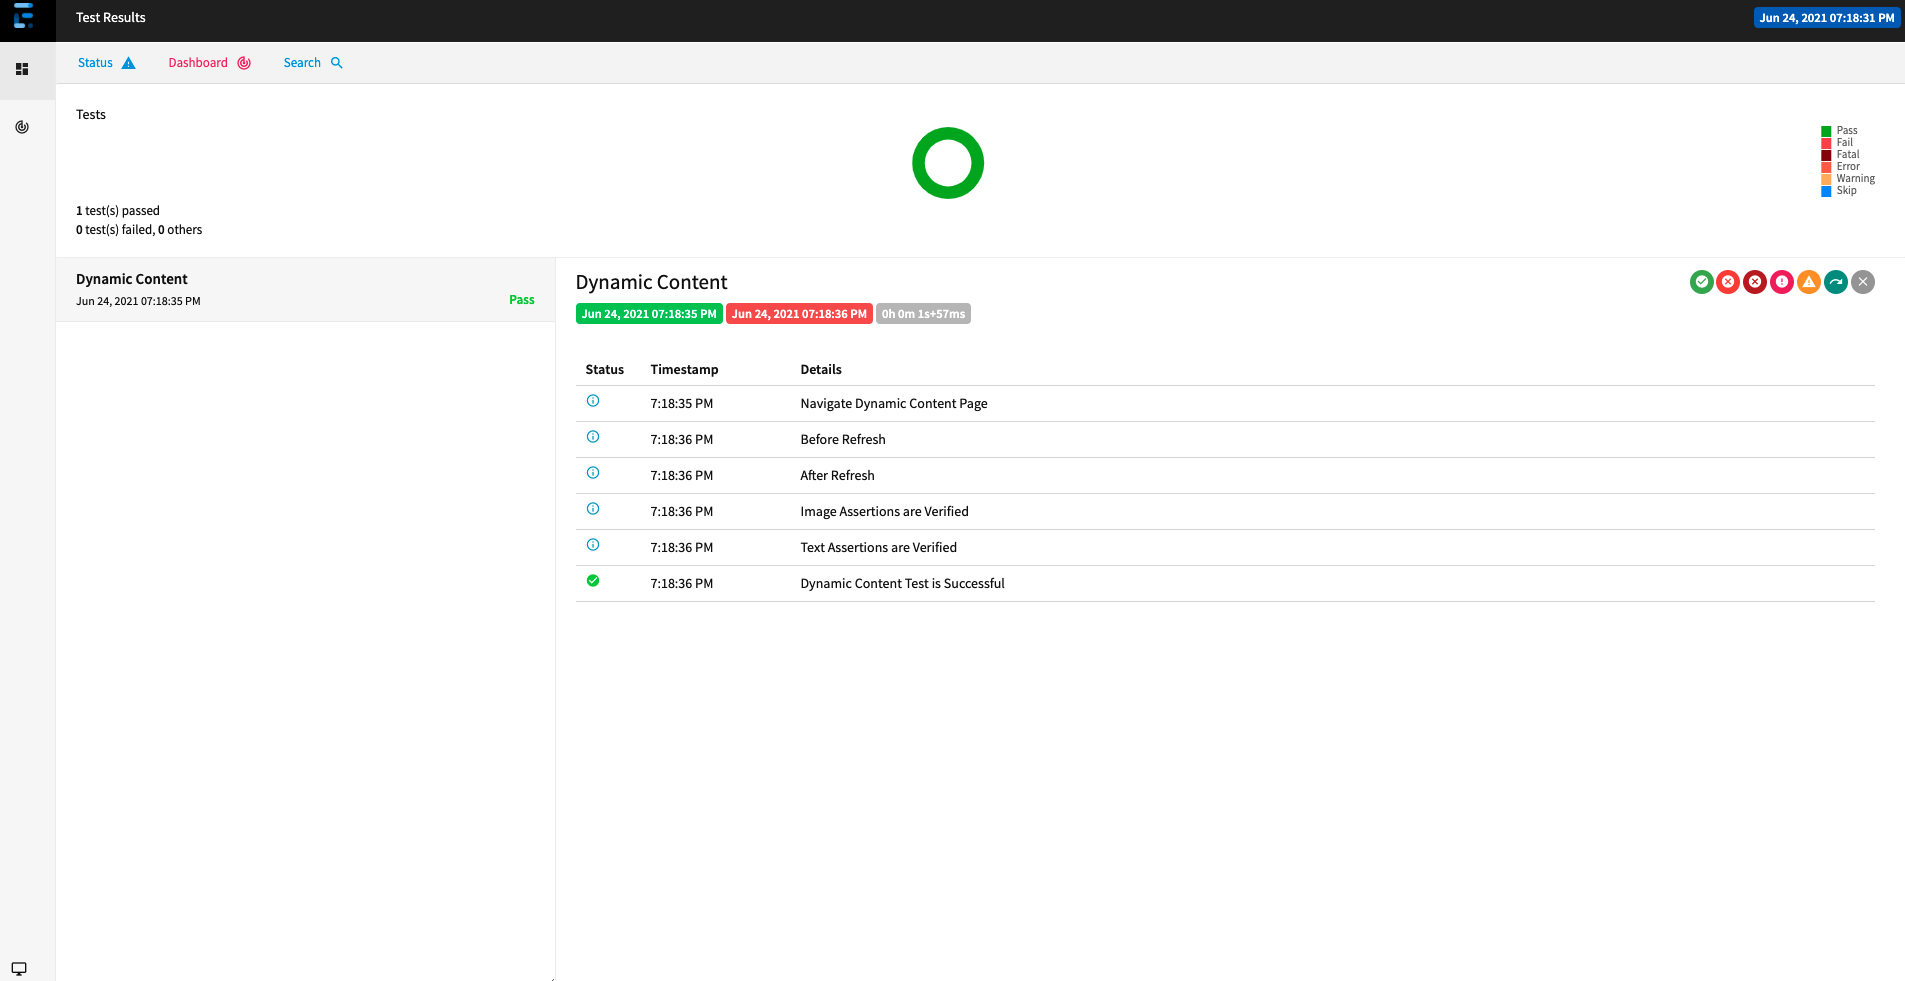 Test Results
Jun 24, 2021 07:18:31 PM
Status Dashboard Search
Tests
Pass
Fail
Fatal
Error
Warning
Skip
1 test(s) passed
0 test(s) failed, 0 others
Dynamic Content
Jun 24, 2021 07:18:35 PM
Pass
Dynamic Content
Jun 24, 2021 07:18:35 PM Jun 24, 2021 07:18:36 PM 0h 0m 1s+57ms
Status Timestamp Details
7:18:35 PM Navigate Dynamic Content Page
7:18:36 PM Before Refresh
7:18:36 PM After Refresh
7:18:36 PM Image Assertions are Verified
7:18:36 PM Text Assertions are Verified
7:18:36 PM Dynamic Content Test is Successful